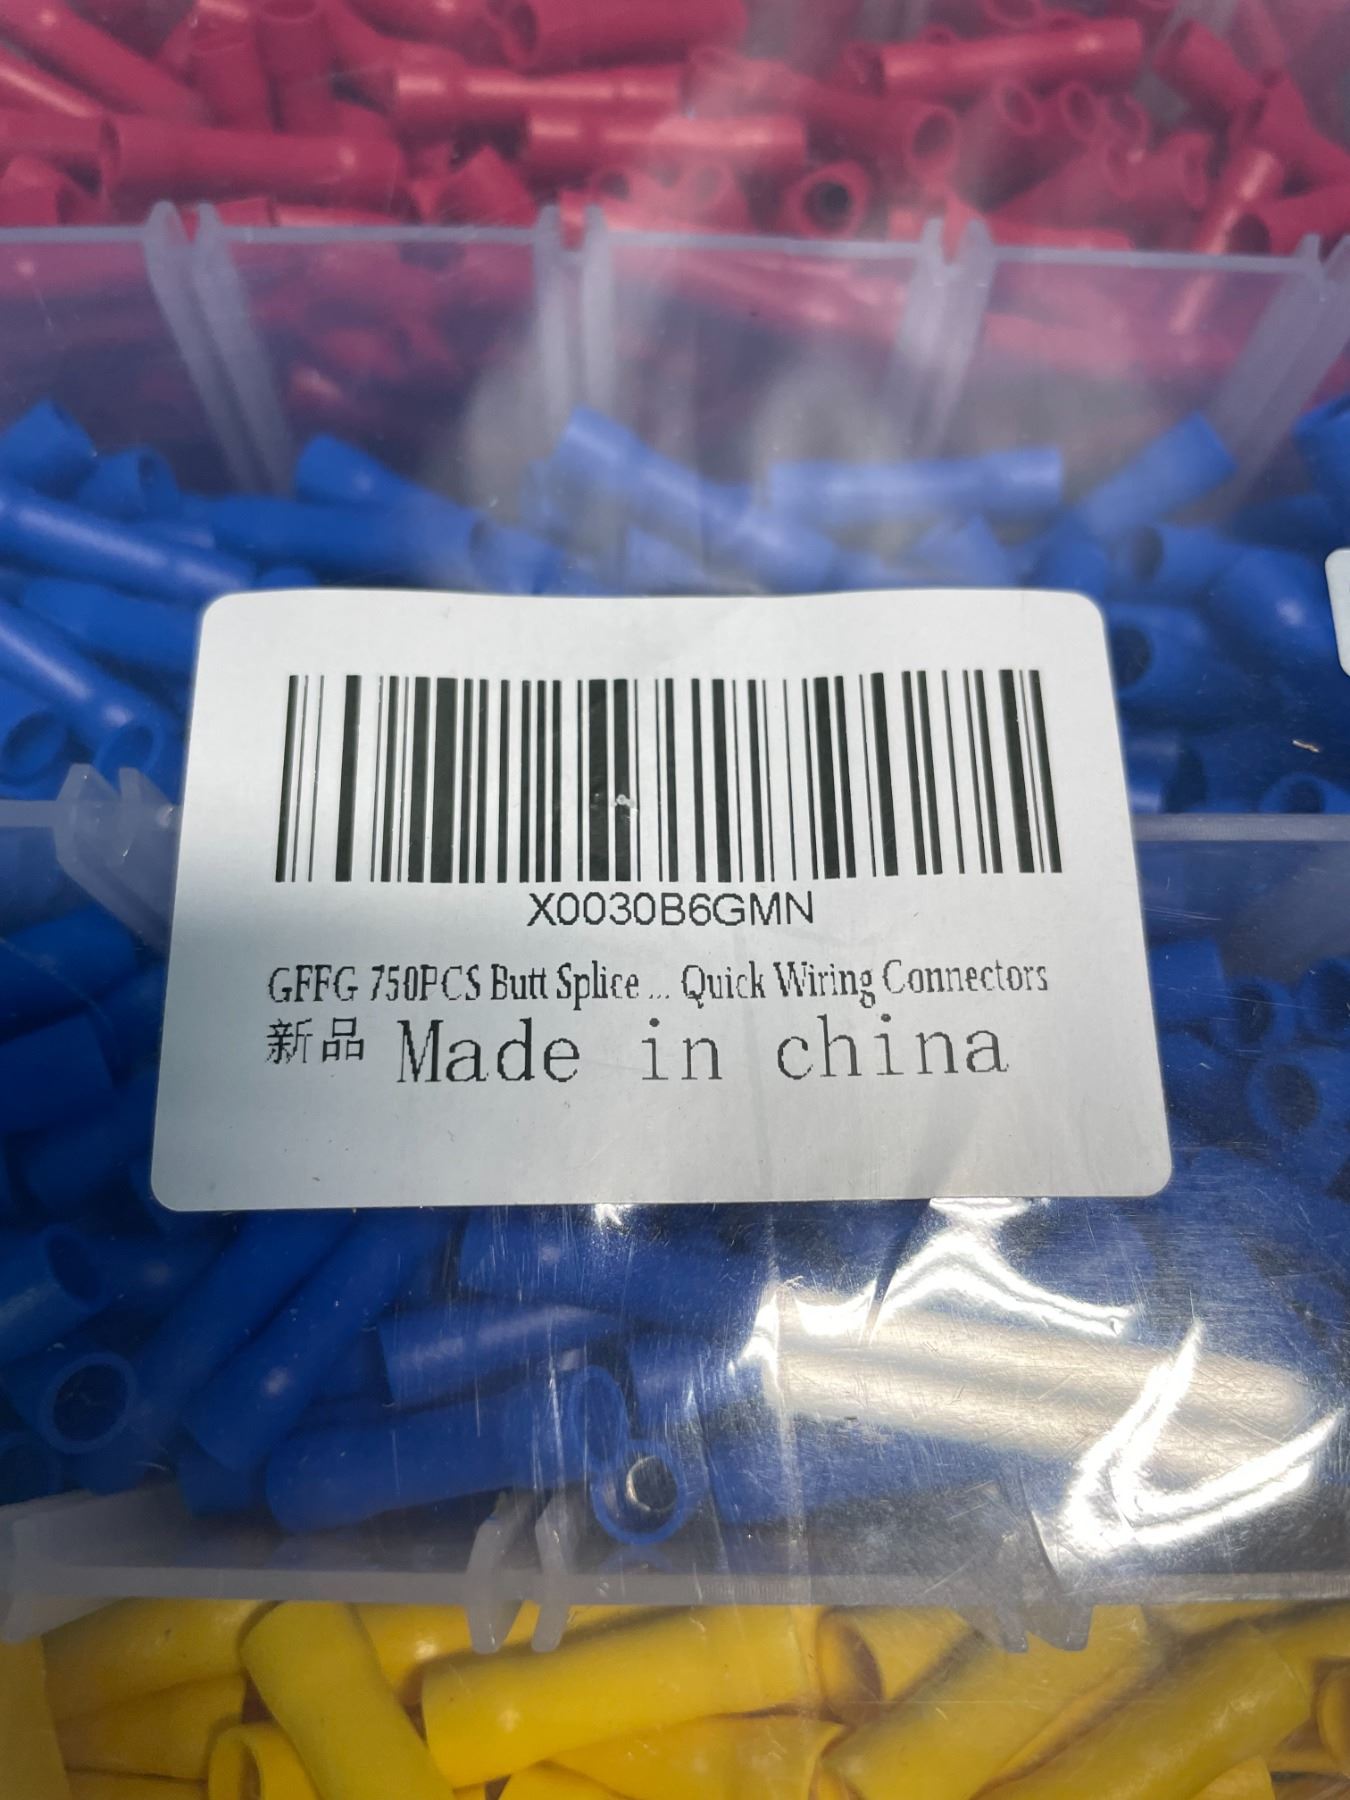 X0030B6GMN
GFFG 750PCS Butt Splice ... Quick Wiring Connectors
新品 Made in china